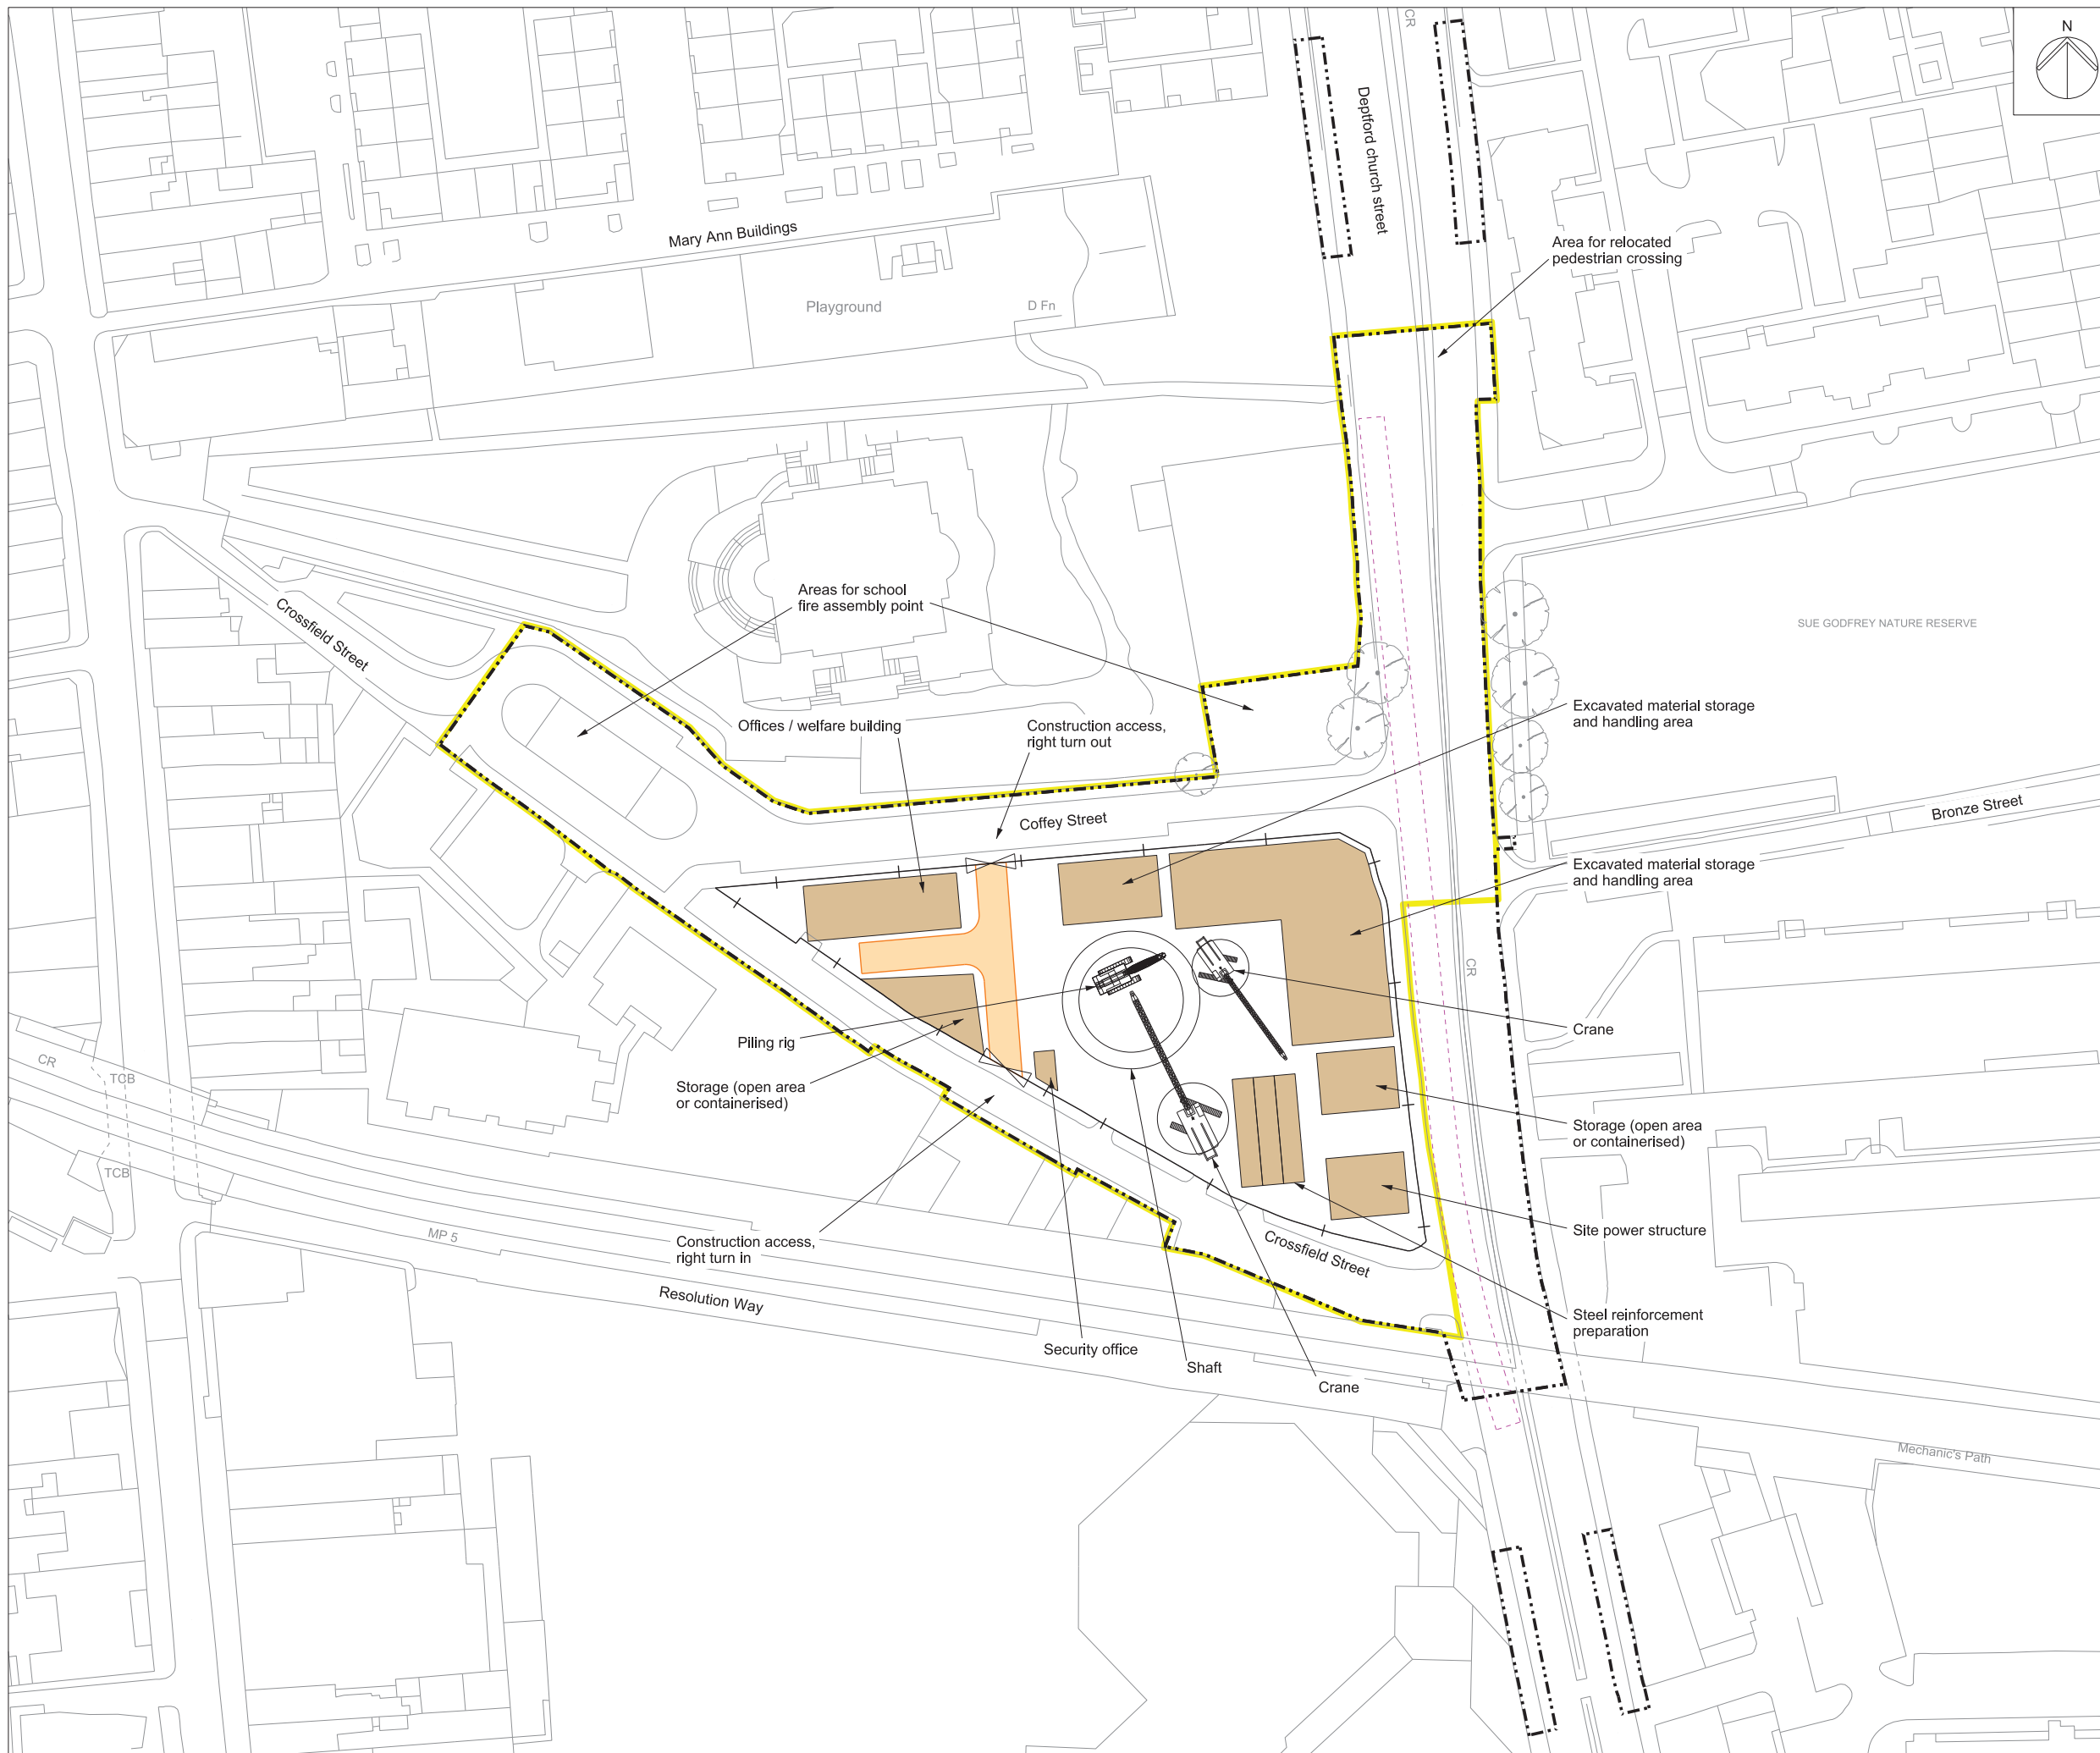 CR
N
Deptford church street
Mary Ann Buildings
Area for relocated
pedestrian crossing
Playground
D Fn
Crossfield Street
Areas for school
fire assembly point
SUE GODFREY NATURE RESERVE
Offices / welfare building
Construction access,
right turn out
Excavated material storage
and handling area
Coffey Street
Bronze Street
Excavated material storage
and handling area
CR
Piling rig
Crane
CR
TCB
Storage (open area
or containerised)
Storage (open area
or containerised)
TCB
MP 5
Construction access,
right turn in
Crossfield Street
Site power structure
Resolution Way
Steel reinforcement
preparation
Security office
Shaft
Crane
Mechanic's Path